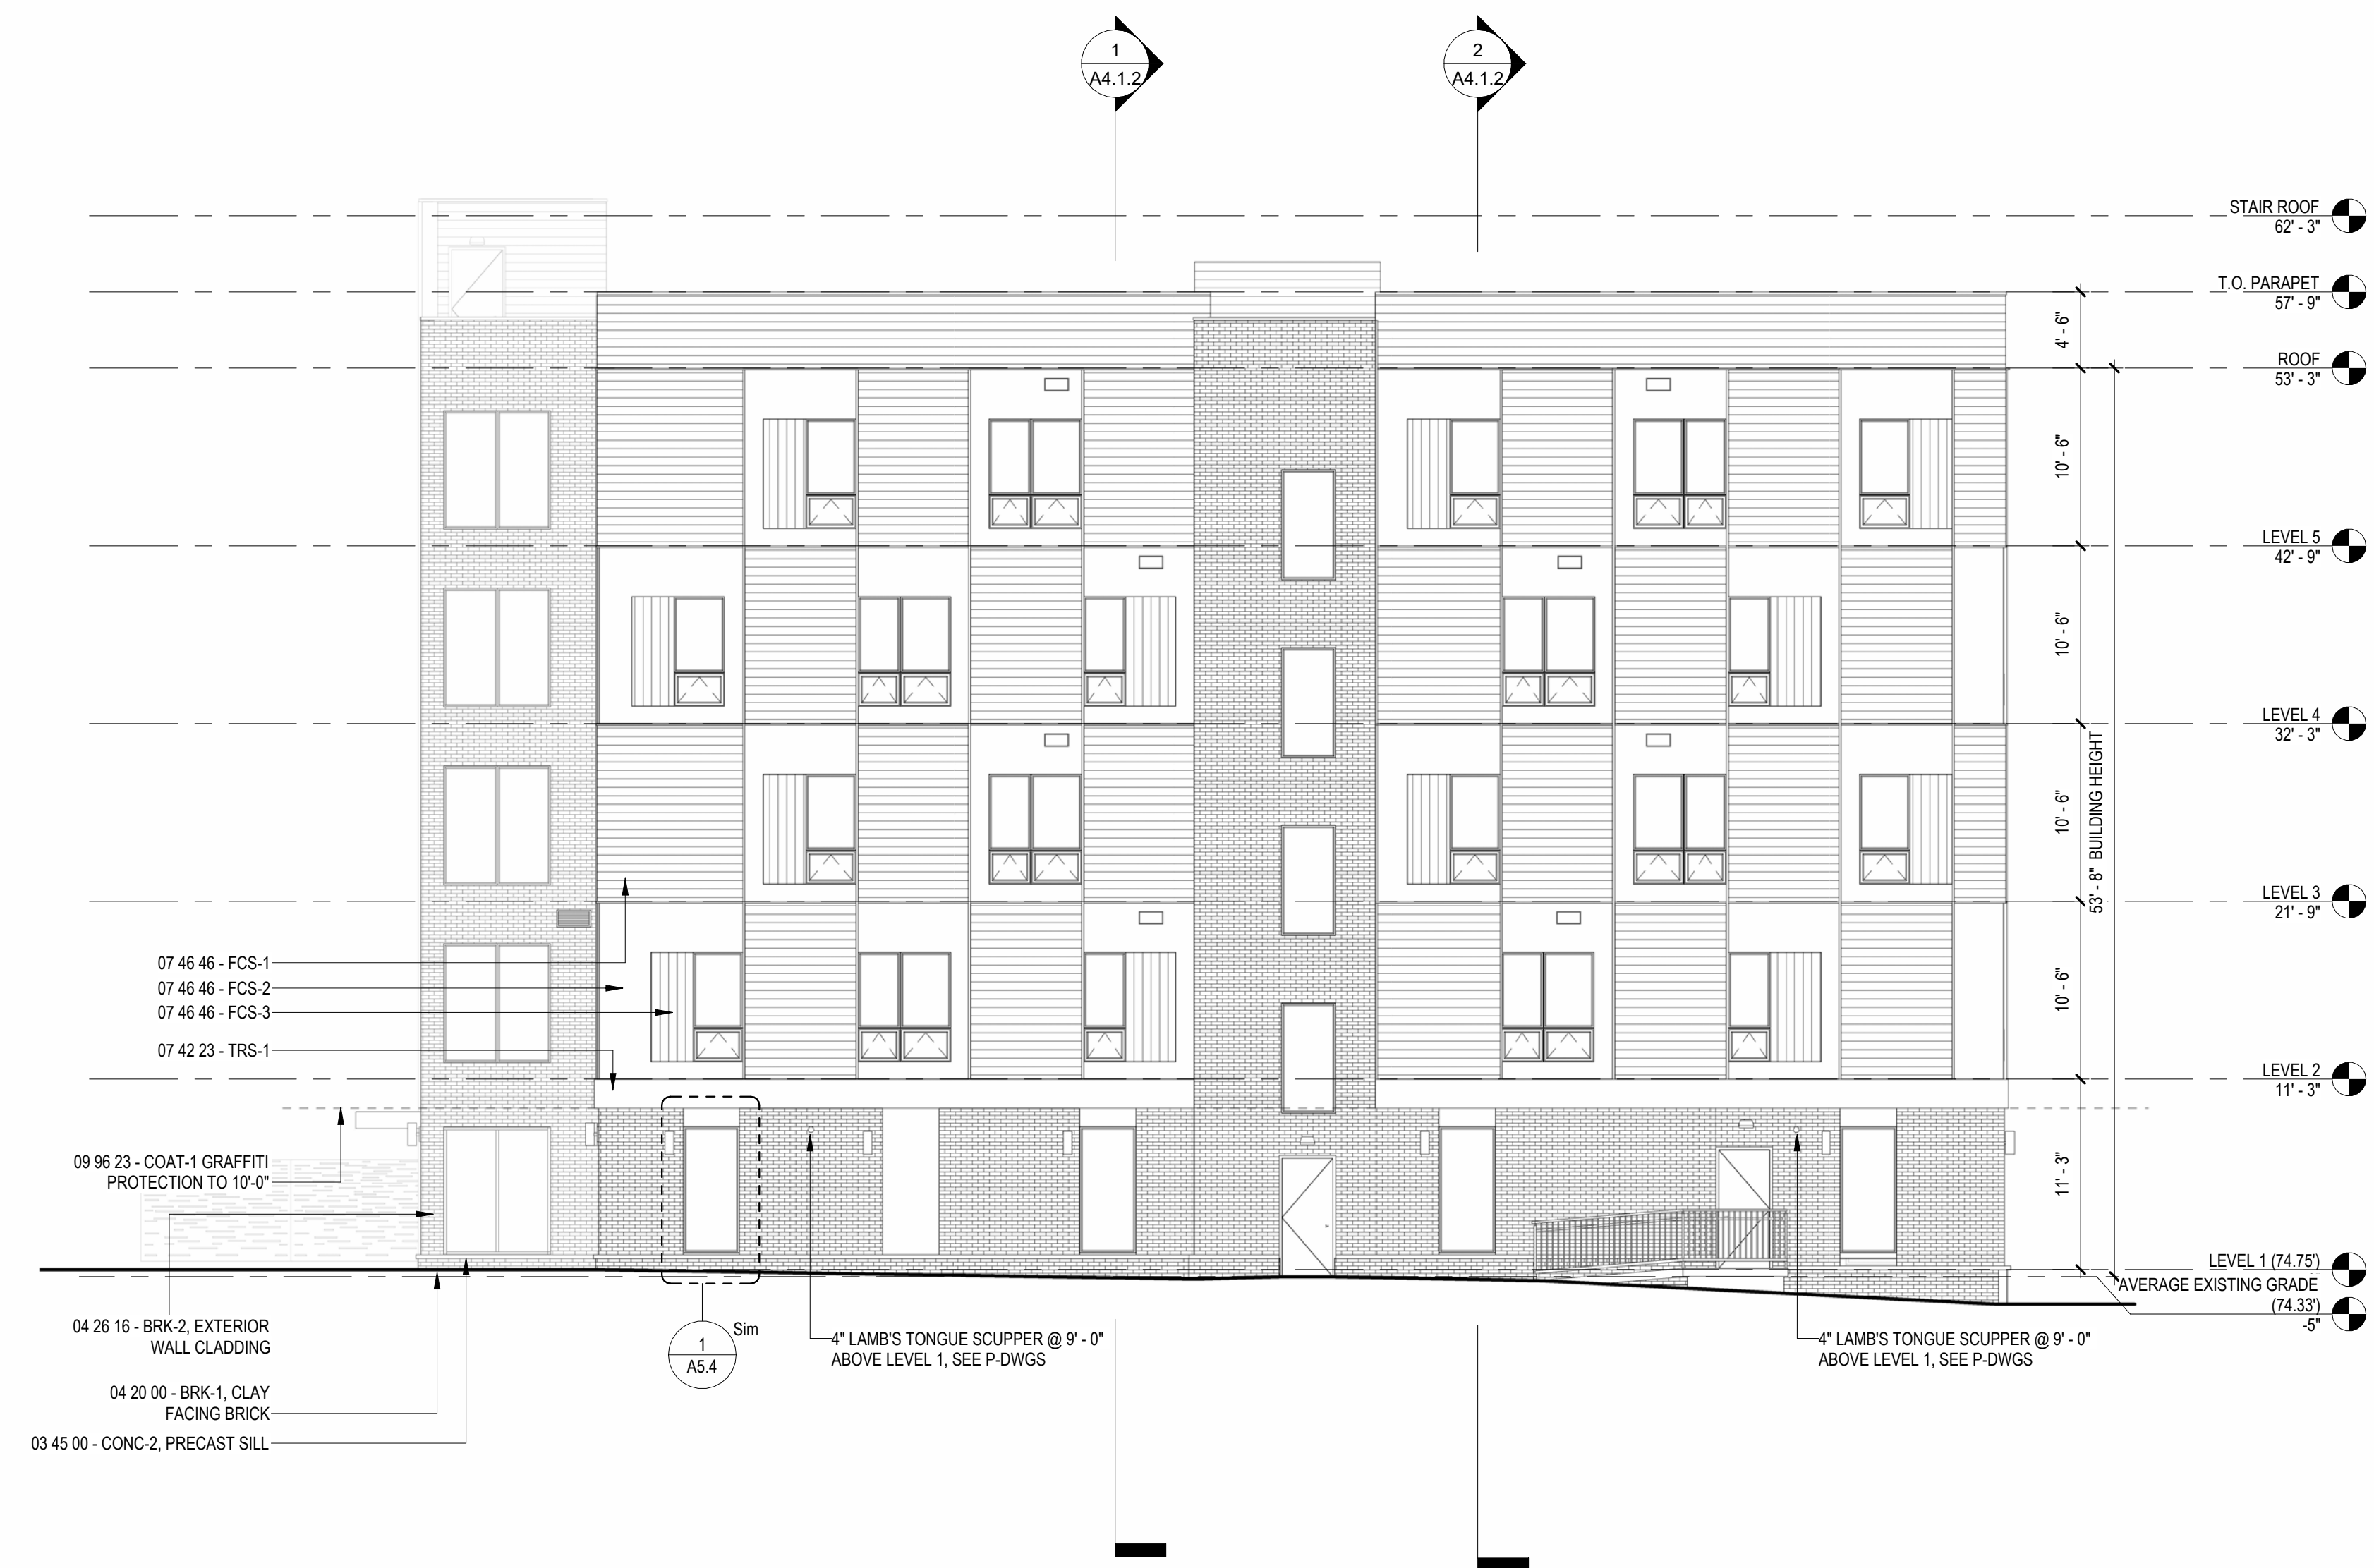 1
A4.1.2
2
A4.1.2
STAIR ROOF
62' - 3"
T.O. PARAPET
57' - 9"
4' - 6"
ROOF
53' - 3"
10' - 6"
LEVEL 5
42' - 9"
10' - 6"
LEVEL 4
32' - 3"
53' - 8" BUILDING HEIGHT
10' - 6"
LEVEL 3
21' - 9"
10' - 6"
LEVEL 2
11' - 3"
11' - 3"
LEVEL 1 (74.75')
AVERAGE EXISTING GRADE
(74.33')
-5"
07 46 46 - FCS-1
07 46 46 - FCS-2
07 46 46 - FCS-3
07 42 23 - TRS-1
09 96 23 - COAT-1 GRAFFITI
PROTECTION TO 10'-0"
04 26 16 - BRK-2, EXTERIOR
WALL CLADDING
04 20 00 - BRK-1, CLAY
FACING BRICK
03 45 00 - CONC-2, PRECAST SILL
1
A5.4
Sim
4" LAMB'S TONGUE SCUPPER @ 9' - 0"
ABOVE LEVEL 1, SEE P-DWGS
4" LAMB'S TONGUE SCUPPER @ 9' - 0"
ABOVE LEVEL 1, SEE P-DWGS